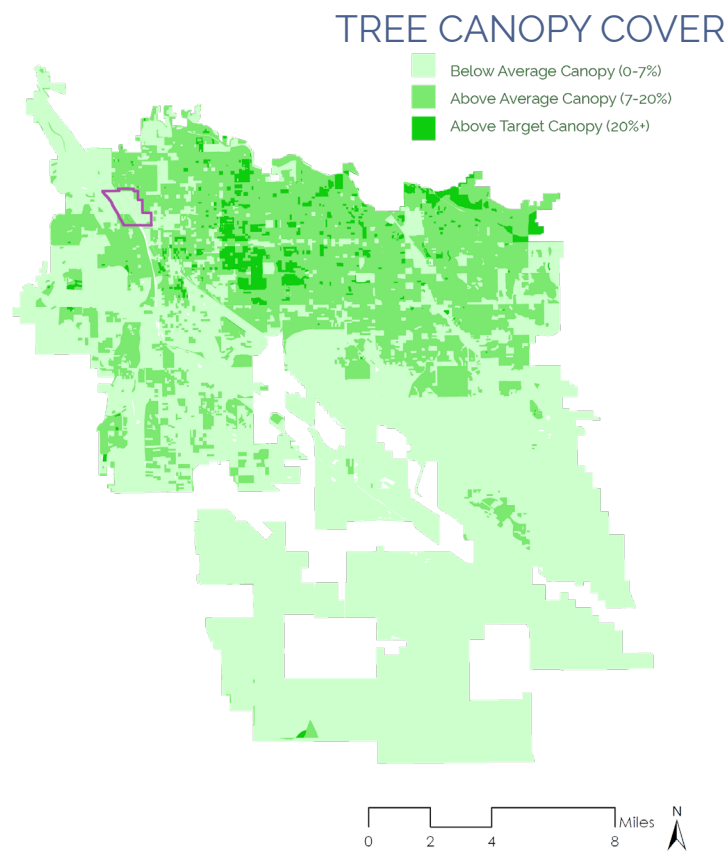 TREE CANOPY COVER
Below Average Canopy (0-7%)
Above Average Canopy (7-20%)
Above Target Canopy (20%+)
Miles
N
0 2 4 8